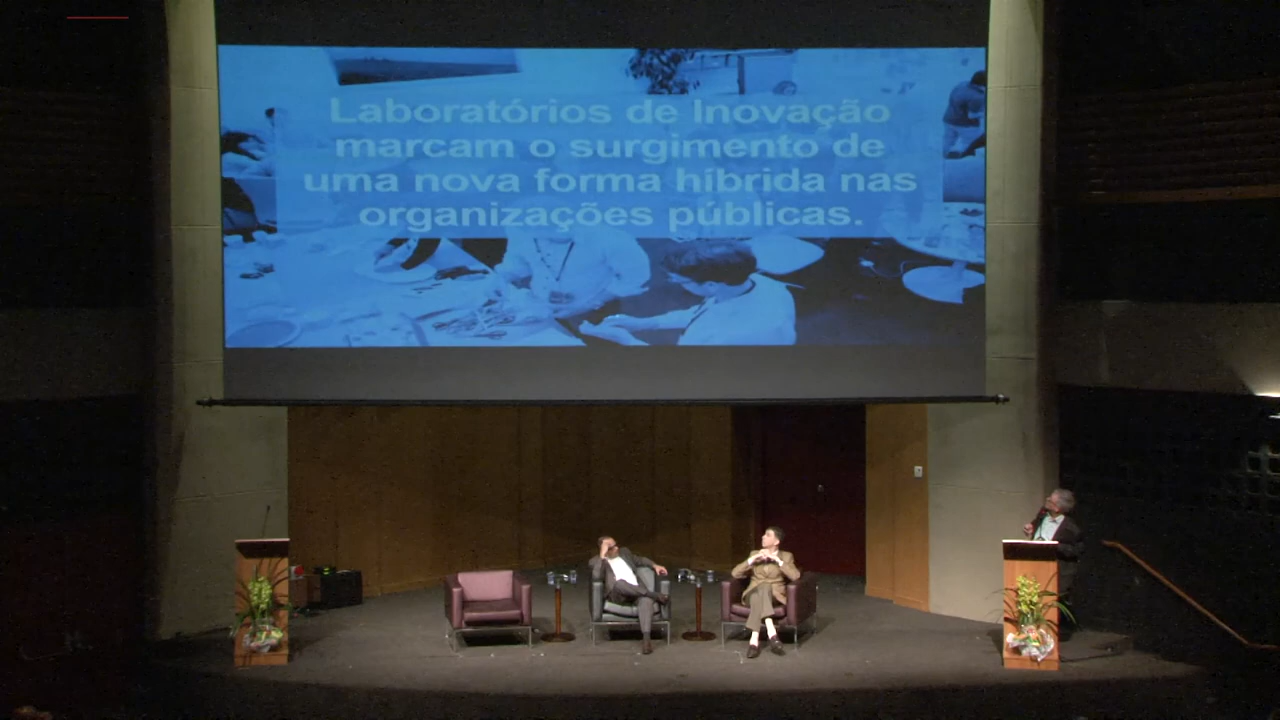 Laboratórios de Inovação
marcam o surgimento de
uma nova forma híbrida nas
organizações públicas.